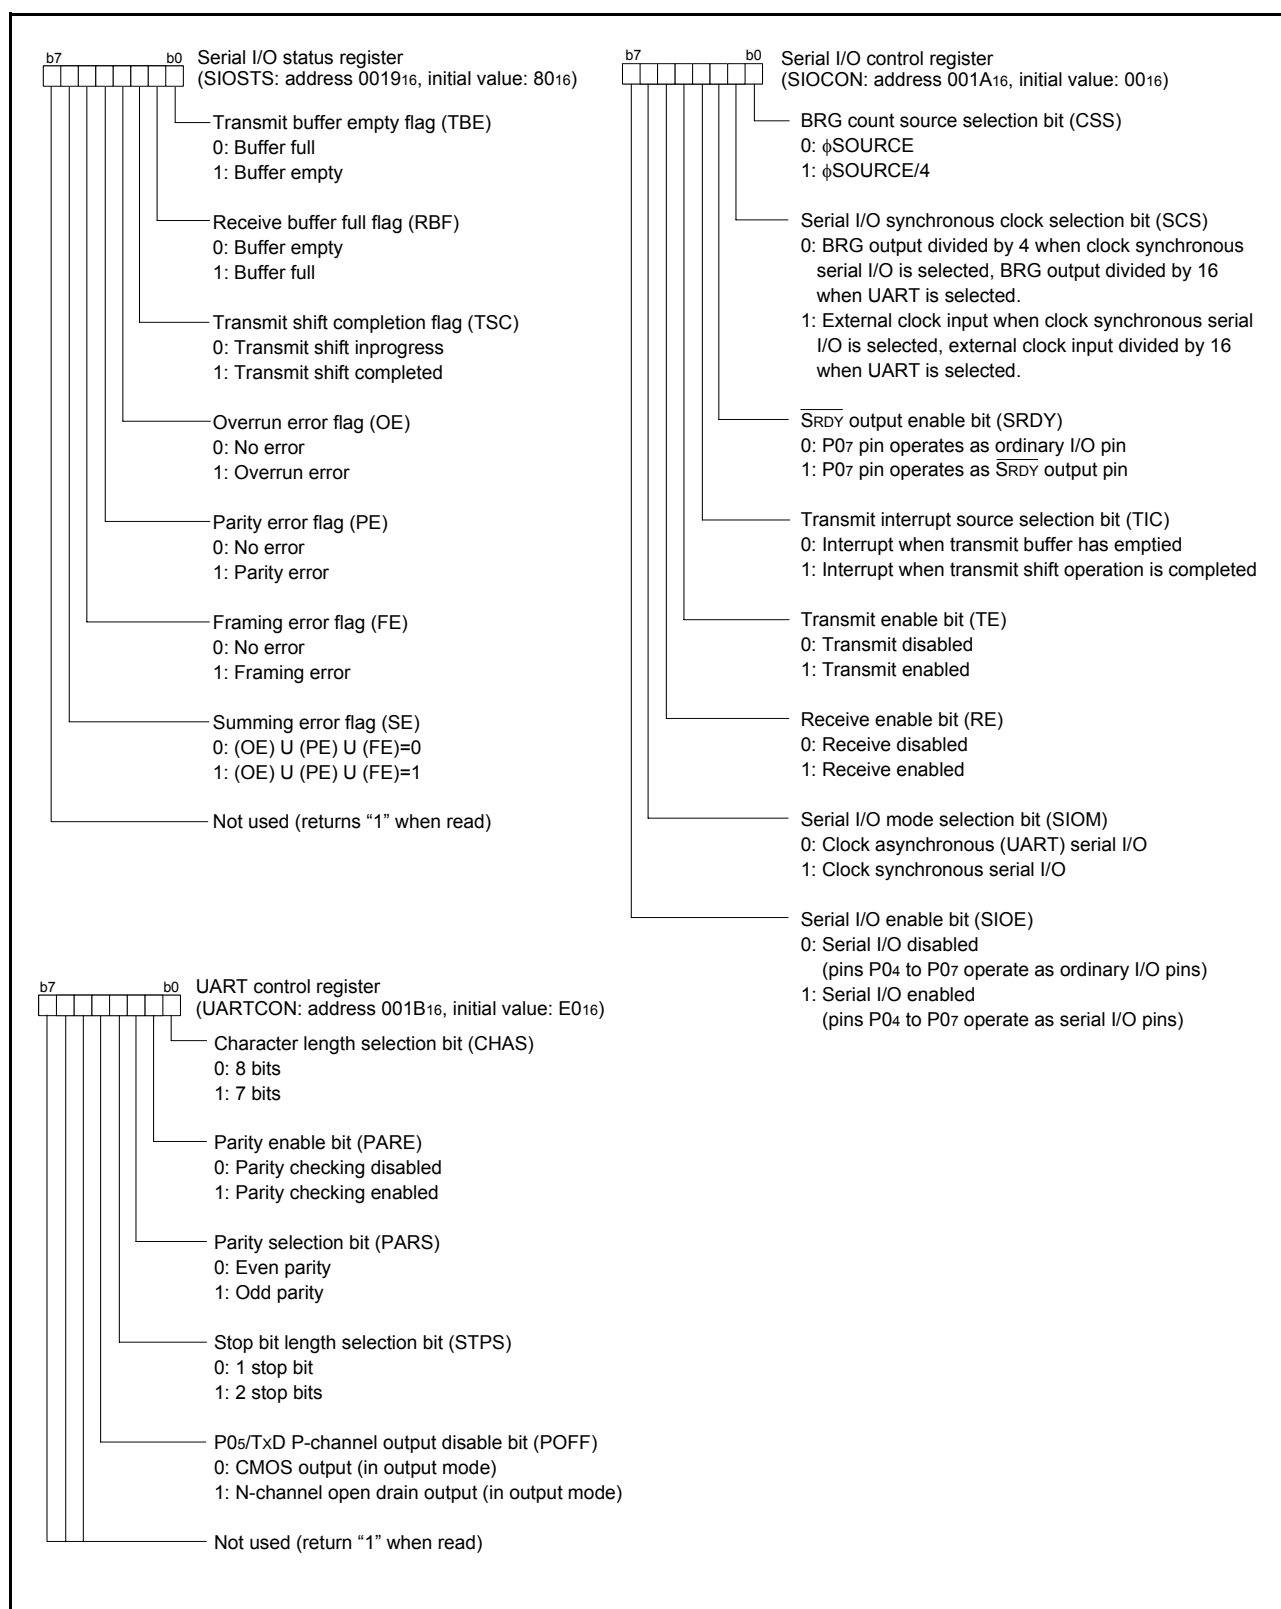 b7 b0 Serial I/O status register
(SIOSTS: address 001916, initial value: 8016)
Transmit buffer empty flag (TBE)
0: Buffer full
1: Buffer empty
Receive buffer full flag (RBF)
0: Buffer empty
1: Buffer full
Transmit shift completion flag (TSC)
0: Transmit shift inprogress
1: Transmit shift completed
Overrun error flag (OE)
0: No error
1: Overrun error
Parity error flag (PE)
0: No error
1: Parity error
Framing error flag (FE)
0: No error
1: Framing error
Summing error flag (SE)
0: (OE) U (PE) U (FE)=0
1: (OE) U (PE) U (FE)=1
Not used (returns “1” when read)
b7 b0 UART control register
(UARTCON: address 001B16, initial value: E016)
Character length selection bit (CHAS)
0: 8 bits
1: 7 bits
Parity enable bit (PARE)
0: Parity checking disabled
1: Parity checking enabled
Parity selection bit (PARS)
0: Even parity
1: Odd parity
Stop bit length selection bit (STPS)
0: 1 stop bit
1: 2 stop bits
P05/TxD P-channel output disable bit (POFF)
0: CMOS output (in output mode)
1: N-channel open drain output (in output mode)
Not used (return “1” when read)
b7 b0 Serial I/O control register
(SIOCON: address 001A16, initial value: 0016)
BRG count source selection bit (CSS)
0: ϕSOURCE
1: ϕSOURCE/4
Serial I/O synchronous clock selection bit (SCS)
0: BRG output divided by 4 when clock synchronous
serial I/O is selected, BRG output divided by 16
when UART is selected.
1: External clock input when clock synchronous serial
I/O is selected, external clock input divided by 16
when UART is selected.
SRDY output enable bit (SRDY)
0: P07 pin operates as ordinary I/O pin
1: P07 pin operates as SRDY output pin
Transmit interrupt source selection bit (TIC)
0: Interrupt when transmit buffer has emptied
1: Interrupt when transmit shift operation is completed
Transmit enable bit (TE)
0: Transmit disabled
1: Transmit enabled
Receive enable bit (RE)
0: Receive disabled
1: Receive enabled
Serial I/O mode selection bit (SIOM)
0: Clock asynchronous (UART) serial I/O
1: Clock synchronous serial I/O
Serial I/O enable bit (SIOE)
0: Serial I/O disabled
(pins P04 to P07 operate as ordinary I/O pins)
1: Serial I/O enabled
(pins P04 to P07 operate as serial I/O pins)